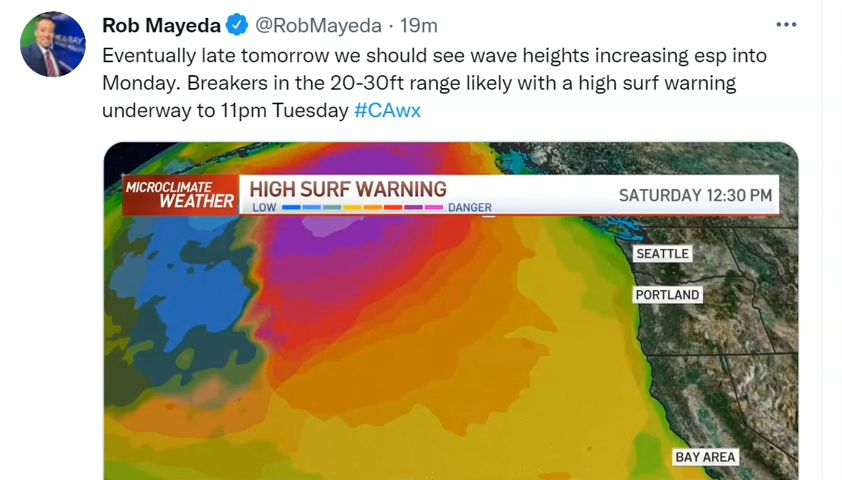 Rob Mayeda @RobMayeda · 19m
Eventually late tomorrow we should see wave heights increasing esp into
Monday. Breakers in the 20-30ft range likely with a high surf warning
underway to 11pm Tuesday #CAwx
MICROCLIMATE
WEATHER
HIGH SURF WARNING
LOW DANGER
SATURDAY 12:30 PM
SEATTLE
PORTLAND
BAY AREA